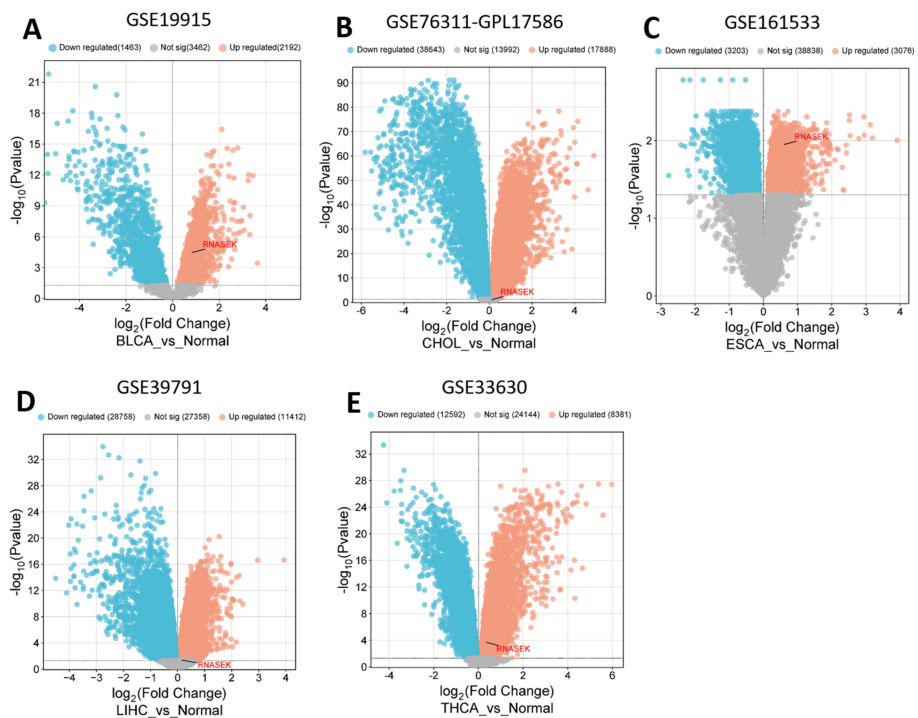 A
GSE19915
Down regulated(1463) Not sig(3462) Up regulated(2192)
21
18
15
12
9
6
3
0
-log10(Pvalue)
RNASEK
-4 -2 0 2 4 6
log2(Fold Change)
BLCA_vs_Normal
B
GSE76311-GPL17586
Down regulated (38643) Not sig (13992) Up regulated (17888)
90
80
70
60
50
40
30
20
10
0
-log10(Pvalue)
RNASEK
-6 -4 -2 0 2 4
log2(Fold Change)
CHOL_vs_Normal
C
GSE161533
Down regulated (3203) Not sig (38838) Up regulated (3076)
2
1
0
-log10(Pvalue)
RNASEK
-3 -2 -1 0 1 2 3 4
log2(Fold Change)
ESCA_vs_Normal
D
GSE39791
Down regulated (28758) Not sig (27358) Up regulated (11412)
32
28
24
20
16
12
8
4
0
-log10(Pvalue)
RNASEK
-4 -3 -2 -1 0 1 2 3 4
log2(Fold Change)
LIHC_vs_Normal
E
GSE33630
Down regulated (12592) Not sig (24144) Up regulated (8381)
32
28
24
20
16
12
8
4
0
-log10(Pvalue)
RNASEK
-4 -2 0 2 4 6
log2(Fold Change)
THCA_vs_Normal